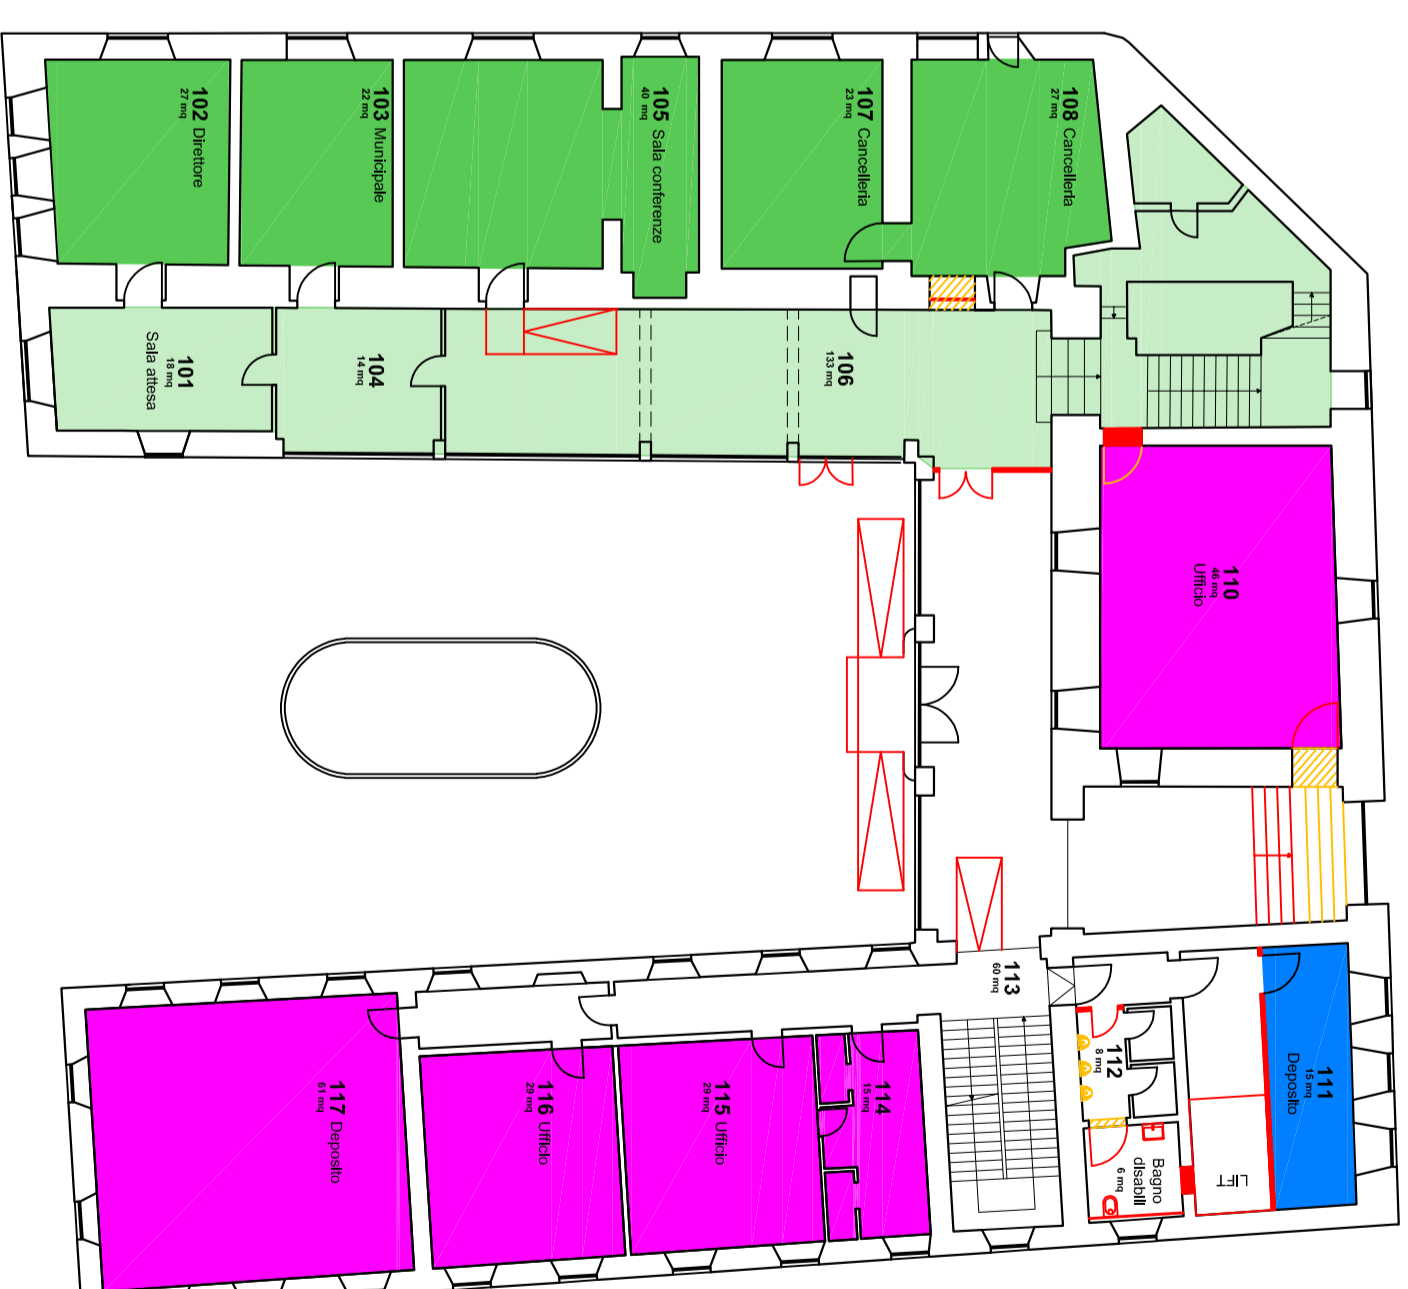 102 Direttore
27 mq
103 Municipale
22 mq
105 Sala conferenze
40 mq
107 Cancelleria
23 mq
108 Cancelleria
27 mq
101
18 mq
Sala attesa
104
14 mq
106
133 mq
110
46 mq
Ufficio
113
60 mq
112
8 mq
111
15 mq
Deposito
Bagno
disabili
6 mq
LIFT
114
15 mq
115 Ufficio
29 mq
116 Ufficio
29 mq
117 Deposito
61 mq